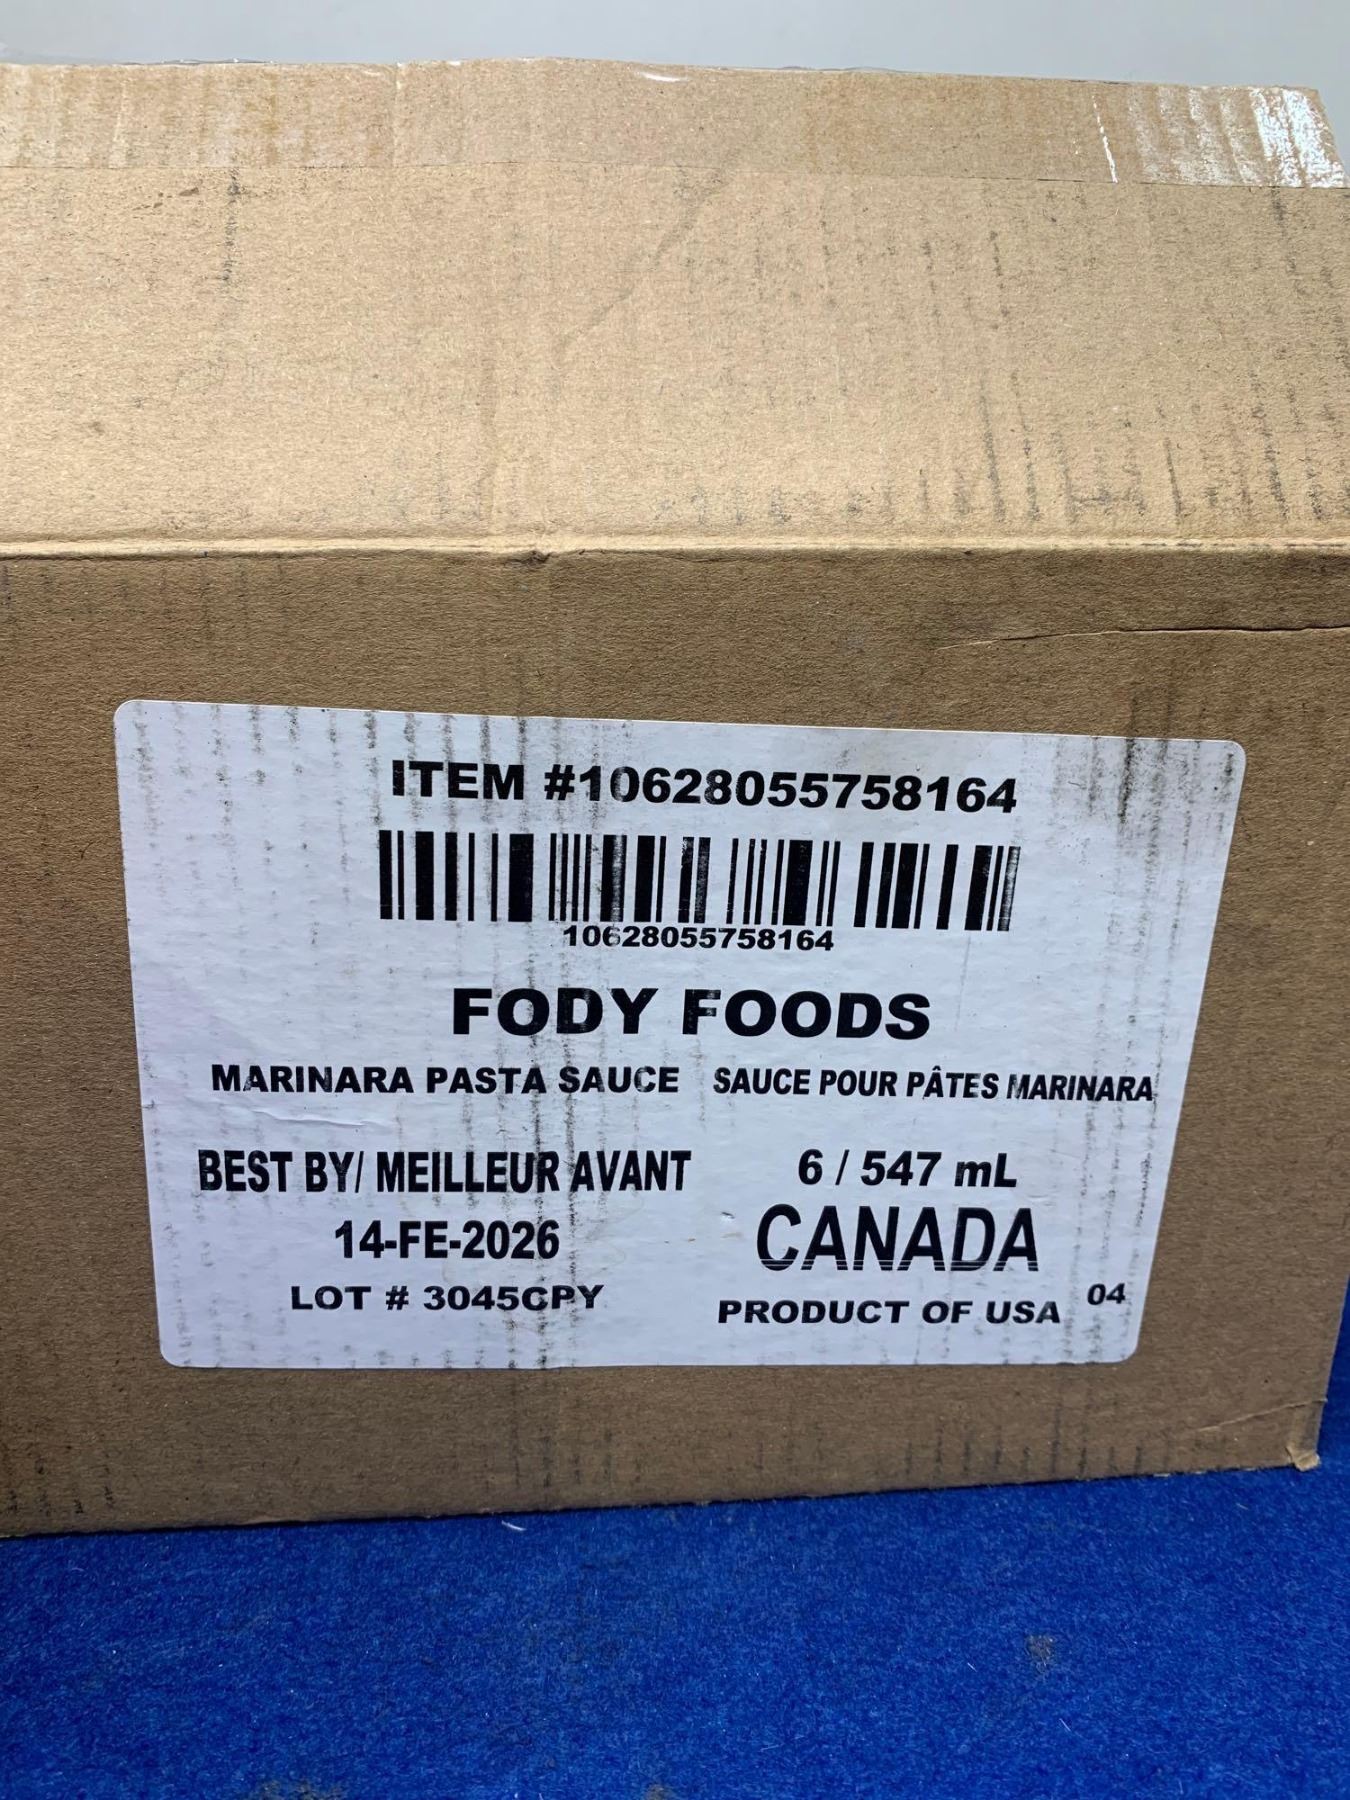 ITEM #10628055758164
10628055758164
FODY FOODS
MARINARA PASTA SAUCE SAUCE POUR PÂTES MARINARA
BEST BY/ MEILLEUR AVANT
14-FE-2026
LOT # 3045CPY
6 / 547 mL
CANADA
PRODUCT OF USA 04